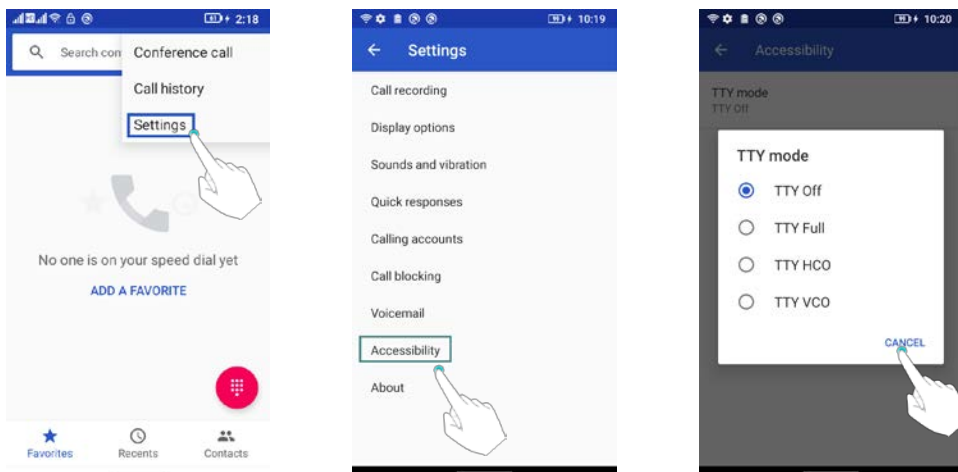 2:18
Search con
Conference call
Call history
Settings
No one is on your speed dial yet
ADD A FAVORITE
Favorites
Recents
Contacts
10:19
Settings
Call recording
Display options
Sounds and vibration
Quick responses
Calling accounts
Call blocking
Voicemail
Accessibility
About
10:20
Accessibility
TTY mode
TTY Off
TTY mode
TTY Off
TTY Full
TTY HCO
TTY VCO
CANCEL